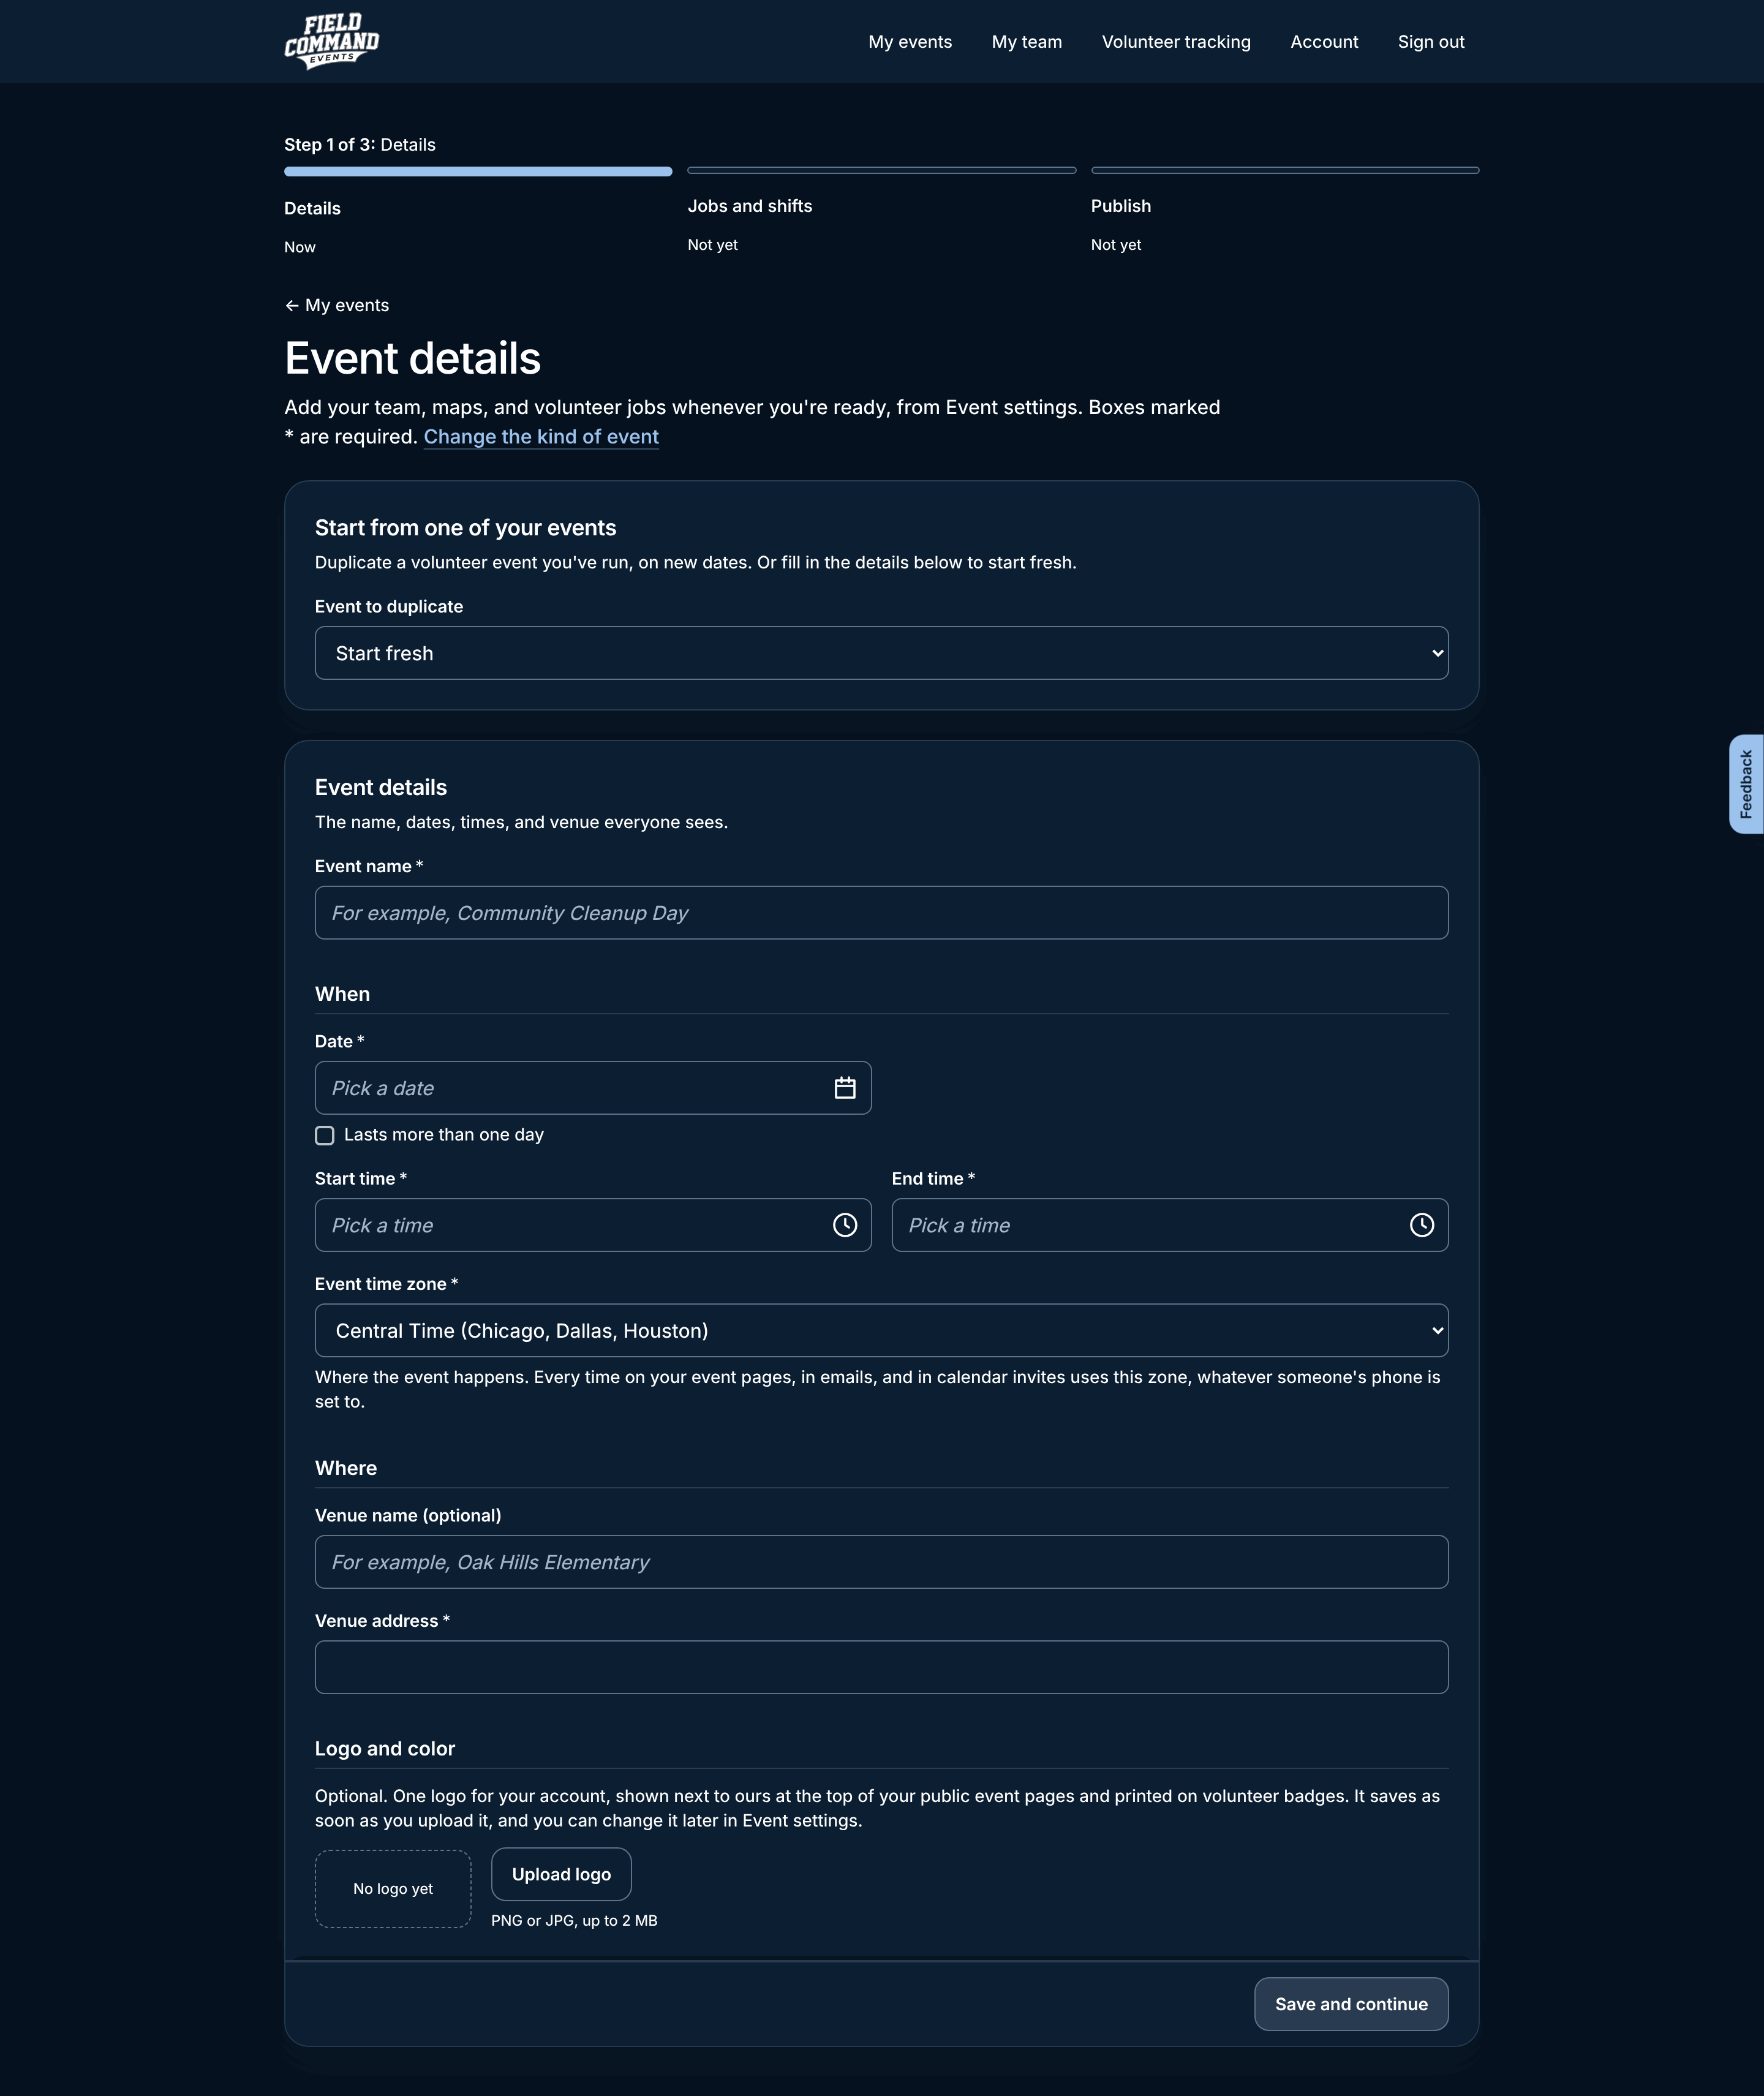 FIELD
COMMAND
EVENTS
My events
My team
Volunteer tracking
Account
Sign out
Step 1 of 3: Details
Details
Now
Jobs and shifts
Not yet
Publish
Not yet
← My events
Event details
Add your team, maps, and volunteer jobs whenever you're ready, from Event settings. Boxes marked
* are required. Change the kind of event
Start from one of your events
Duplicate a volunteer event you've run, on new dates. Or fill in the details below to start fresh.
Event to duplicate
Start fresh
Feedback
Event details
The name, dates, times, and venue everyone sees.
Event name *
For example, Community Cleanup Day
When
Date *
Pick a date
Lasts more than one day
Start time *
Pick a time
End time *
Pick a time
Event time zone *
Central Time (Chicago, Dallas, Houston)
Where the event happens. Every time on your event pages, in emails, and in calendar invites uses this zone, whatever someone's phone is
set to.
Where
Venue name (optional)
For example, Oak Hills Elementary
Venue address *
Logo and color
Optional. One logo for your account, shown next to ours at the top of your public event pages and printed on volunteer badges. It saves as
soon as you upload it, and you can change it later in Event settings.
No logo yet
Upload logo
PNG or JPG, up to 2 MB
Save and continue